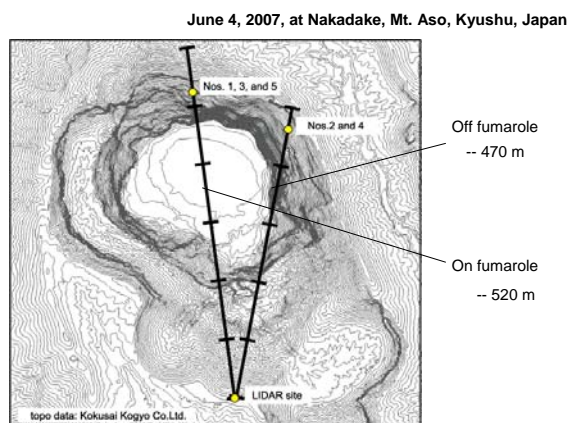 June 4, 2007, at Nakadake, Mt. Aso, Kyushu, Japan
Nos. 1, 3, and 5
Nos.2 and 4
Off fumarole
-- 470 m
On fumarole
-- 520 m
LIDAR site
topo data: Kokusai Kogyo Co.Ltd.